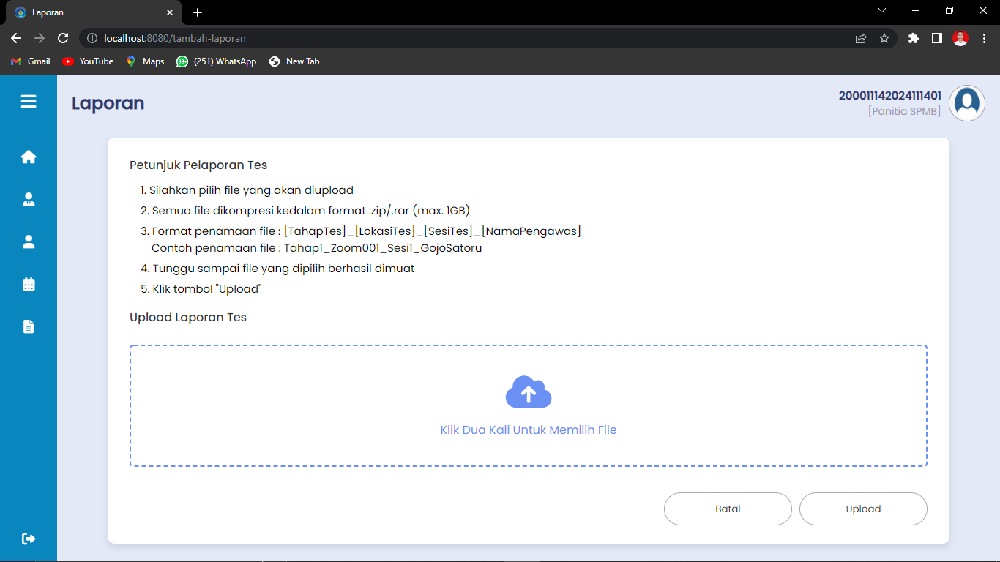 Laporan
localhost:8080/tambah-laporan
Gmail
YouTube
Maps
99+
(251) WhatsApp
New Tab
Laporan
200011142024111401
[Panitia SPMB]
Petunjuk Pelaporan Tes
1. Silahkan pilih file yang akan diupload
2. Semua file dikompresi kedalam format .zip/.rar (max. 1GB)
3. Format penamaan file : [TahapTes]_[LokasiTes]_[SesiTes]_[NamaPengawas]
Contoh penamaan file : Tahap1_Zoom001_Sesi1_GojoSatoru
4. Tunggu sampai file yang dipilih berhasil dimuat
5. Klik tombol "Upload"
Upload Laporan Tes
Klik Dua Kali Untuk Memilih File
Batal
Upload